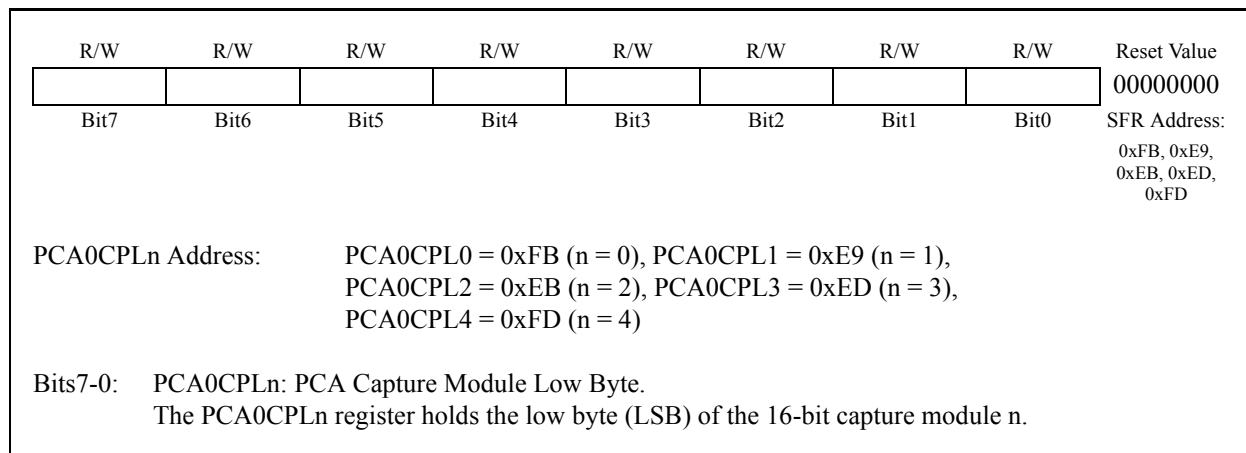 R/W R/W R/W R/W R/W R/W R/W R/W Reset Value
00000000
Bit7 Bit6 Bit5 Bit4 Bit3 Bit2 Bit1 Bit0 SFR Address:
0xFB, 0xE9,
0xEB, 0xED,
0xFD
PCA0CPLn Address: PCA0CPL0 = 0xFB (n = 0), PCA0CPL1 = 0xE9 (n = 1),
PCA0CPL2 = 0xEB (n = 2), PCA0CPL3 = 0xED (n = 3),
PCA0CPL4 = 0xFD (n = 4)
Bits7-0: PCA0CPLn: PCA Capture Module Low Byte.
The PCA0CPLn register holds the low byte (LSB) of the 16-bit capture module n.